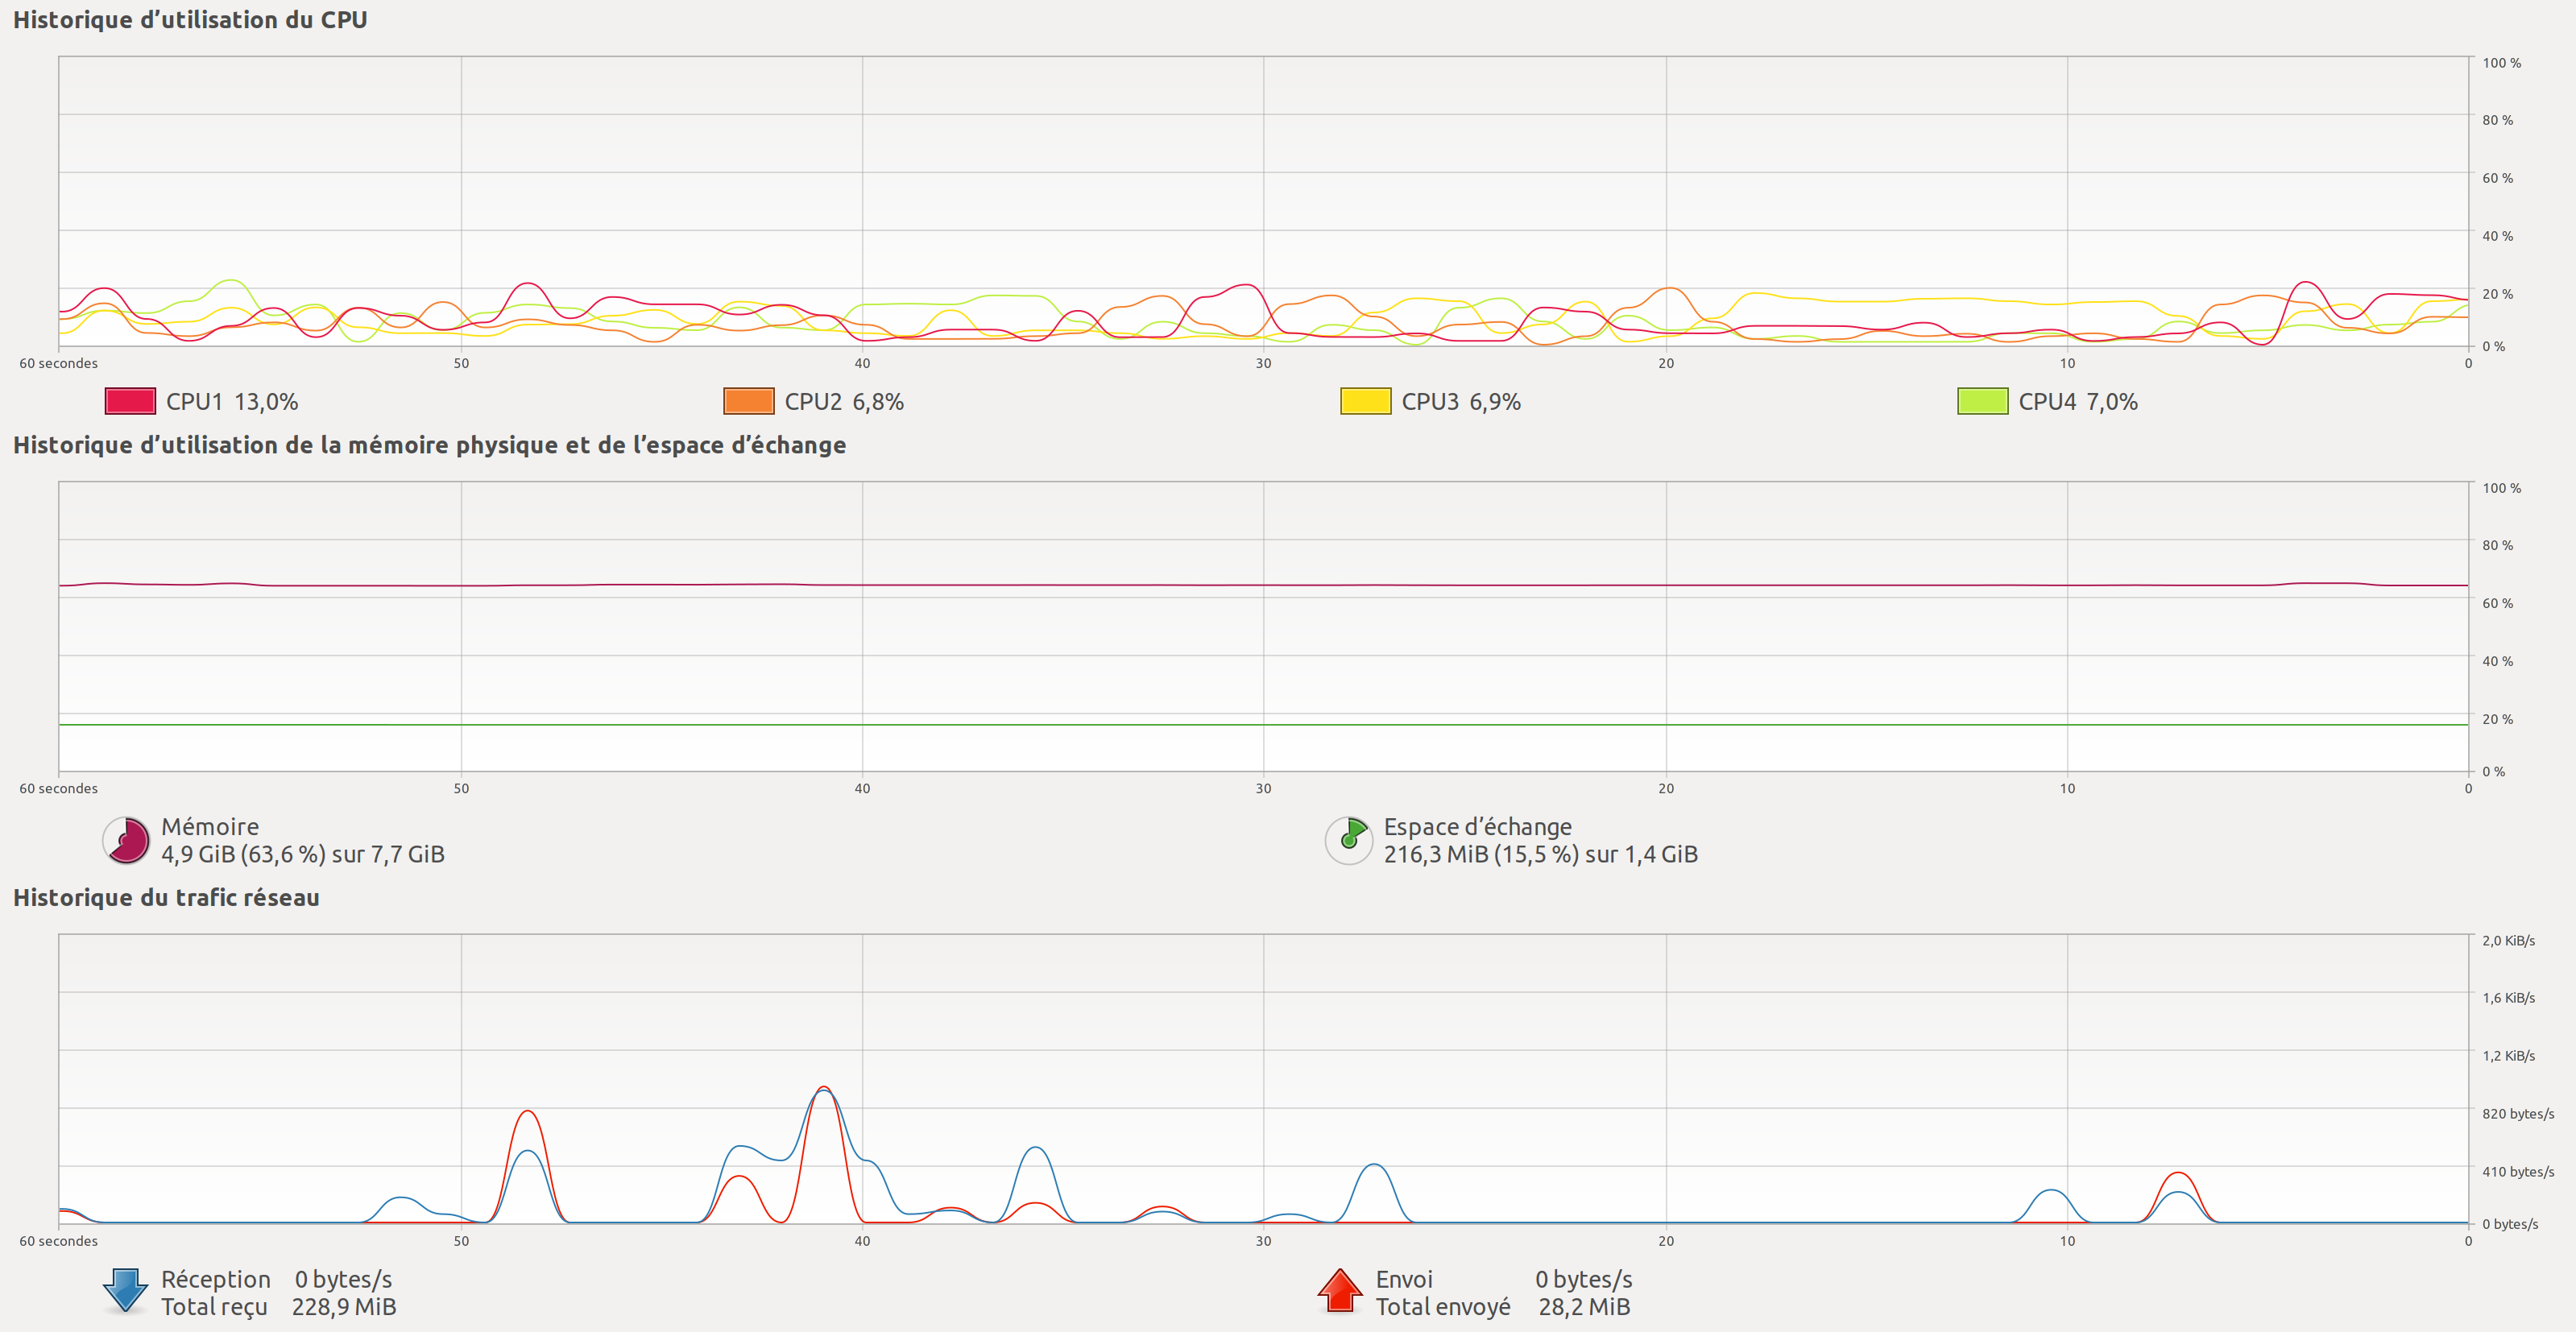 Historique d’utilisation du CPU
100 %
80 %
60 %
40 %
20 %
0 %
60 secondes 50 40 30 20 10 0
CPU1 13,0% CPU2 6,8% CPU3 6,9% CPU4 7,0%
Historique d’utilisation de la mémoire physique et de l’espace d’échange
100 %
80 %
60 %
40 %
20 %
0 %
60 secondes 50 40 30 20 10 0
Mémoire
4,9 GiB (63,6 %) sur 7,7 GiB
Espace d’échange
216,3 MiB (15,5 %) sur 1,4 GiB
Historique du trafic réseau
2,0 KiB/s
1,6 KiB/s
1,2 KiB/s
820 bytes/s
410 bytes/s
0 bytes/s
60 secondes 50 40 30 20 10 0
Réception 0 bytes/s
Total reçu 228,9 MiB
Envoi 0 bytes/s
Total envoyé 28,2 MiB